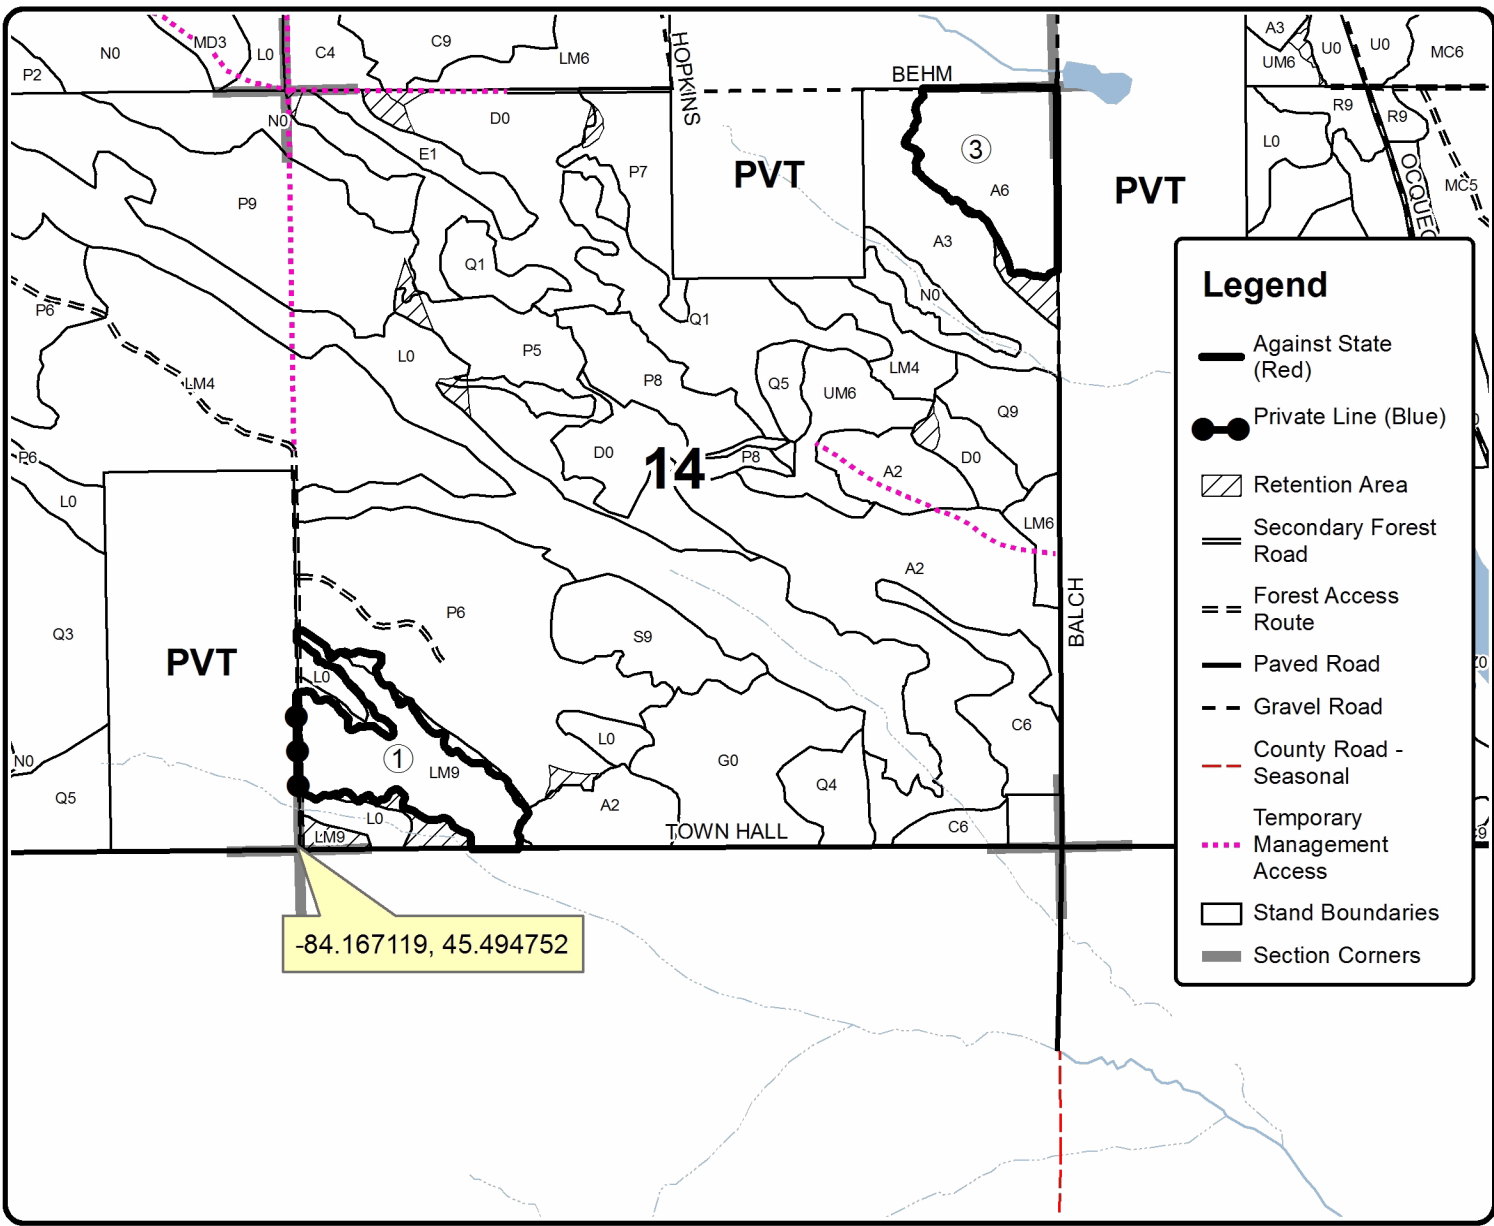 A3
MD3
C9
U0
U0
N0
L0
C4
LM6
MC6
UM6
P2
BEHM
HOPKINS
R9
N0
D0
R9
L0
3
E1
P7
PVT
PVT
OCQUEO
MC5
A6
P9
A3
Q1
N0
P6
Q1
L0
P5
LM4
LM4
P8
Q5
UM6
Q9
D0
14
P8
A2
D0
P6
L0
LM6
A2
BALCH
P6
Q3
S9
PVT
L0
C6
L0
1
LM9
G0
N0
Q4
Q5
A2
L0
C6
LM9
TOWN HALL
-84.167119, 45.494752
Legend
Against State
(Red)
Private Line (Blue)
Retention Area
Secondary Forest
Road
Forest Access
Route
Paved Road
Gravel Road
County Road -
Seasonal
Temporary
Management
Access
Stand Boundaries
Section Corners